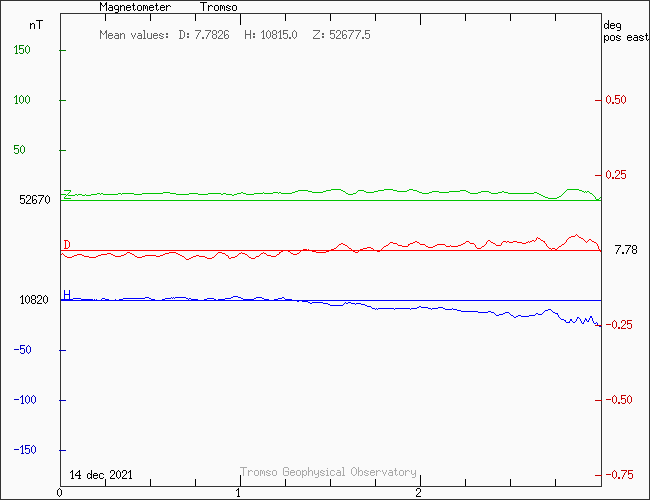 Magnetometer Tromso
nT
deg
pos east
Mean values: D: 7.7826 H: 10815.0 Z: 52677.5
150
100
0.50
50
0.25
Z
52670
D
7.78
H
10820
-0.25
-50
-100
-0.50
-150
14 dec 2021
Tromso Geophysical Observatory
-0.75
0 1 2